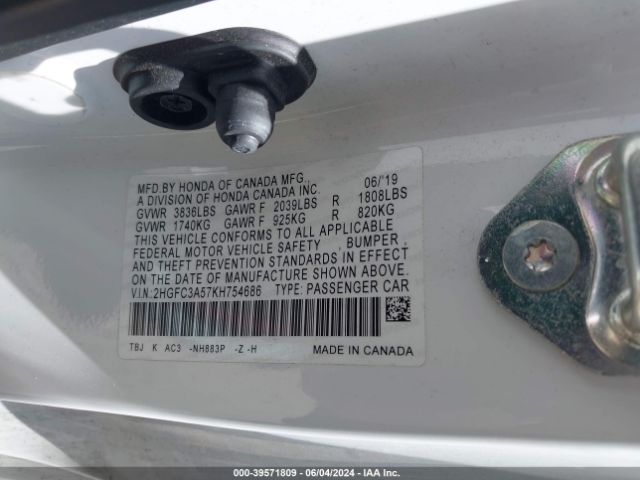 MFD.BY HONDA OF CANADA MFG., 06/'19
A DIVISION OF HONDA CANADA INC.
GVWR 3836LBS GAWR F 2039LBS R 1808LBS
GVWR 1740KG GAWR F 925KG R 820KG
THIS VEHICLE CONFORMS TO ALL APPLICABLE
FEDERAL MOTOR VEHICLE SAFETY , BUMPER ,
AND THEFT PREVENTION STANDARDS IN EFFECT
ON THE DATE OF MANUFACTURE SHOWN ABOVE.
V.I.N.:2HGFC3A57KH754686 TYPE: PASSENGER CAR
TBJ K AC3 -NH883P -Z -H MADE IN CANADA
000-39571809 - 06/04/2024 - IAA Inc.